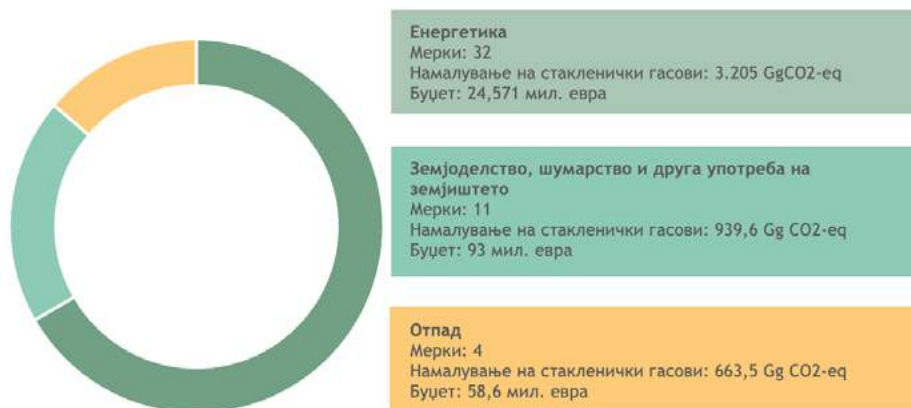 Енергетика
Мерки: 32
Намалување на стакленички гасови: 3.205 GgCO2-eq
Буџет: 24,571 мил. евра
Земјоделство, шумарство и друга употреба на
земјиштето
Мерки: 11
Намалување на стакленички гасови: 939,6 Gg CO2-eq
Буџет: 93 мил. евра
Отпад
Мерки: 4
Намалување на стакленички гасови: 663,5 Gg CO2-eq
Буџет: 58,6 мил. евра